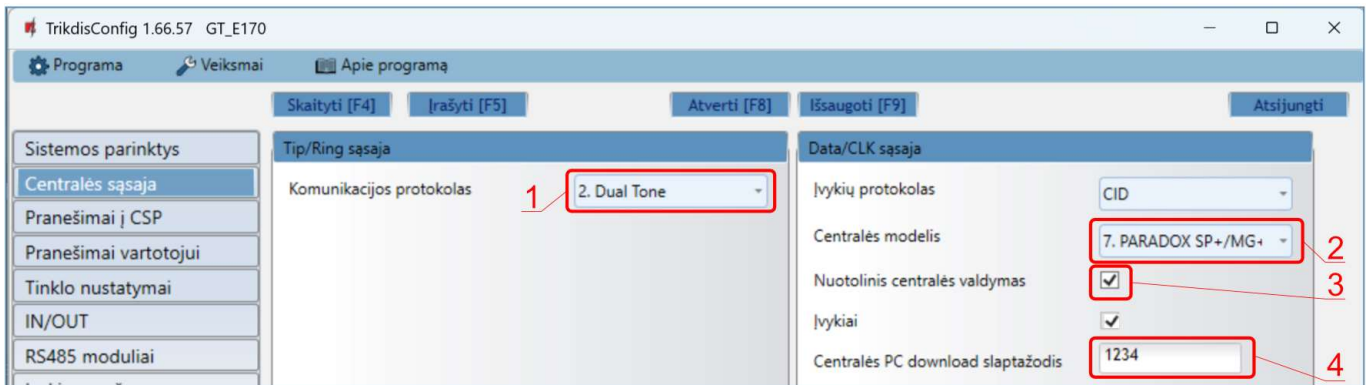 TrikdisConfig 1.66.57 GT_E170
Programa Veiksmai Apie programą
Skaityti [F4] Įrašyti [F5] Atverti [F8] Išsaugoti [F9] Atsijungti
Sistemos parinktys
Centralės sąsaja
Pranešimai į CSP
Pranešimai vartotojui
Tinklo nustatymai
IN/OUT
RS485 moduliai
Tip/Ring sąsaja
Komunikacijos protokolas 1 2. Dual Tone
Data/CLK sąsaja
Įvykių protokolas CID
Centralės modelis 7. PARADOX SP+/MG+ 2
Nuotolinis centralės valdymas 3
Įvykiai
Centralės PC download slaptažodis 1234 4